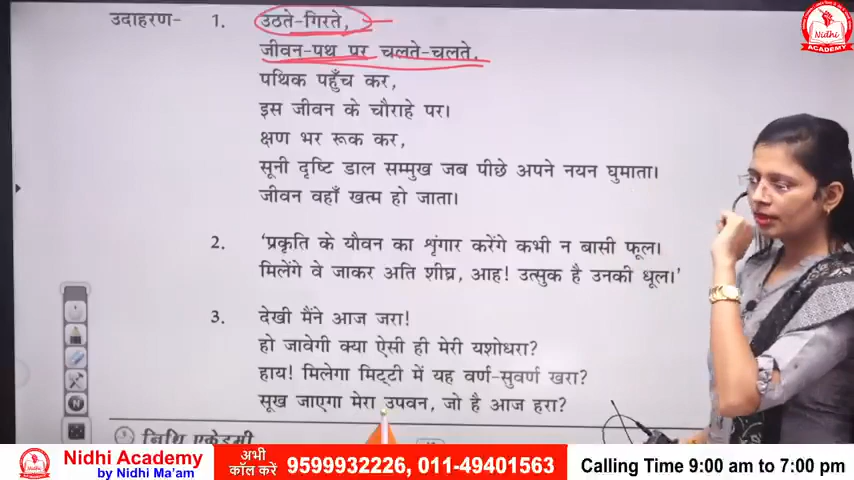 उदाहरण- 1. उठते-गिरते,
जीवन-पथ पर चलते-चलते,
पथिक पहुँच कर,
इस जीवन के चौराहे पर।
क्षण भर रूक कर,
सूनी दृष्टि डाल सम्मुख जब पीछे अपने नयन घुमाता।
जीवन वहाँ खत्म हो जाता।
2. 'प्रकृति के यौवन का शृंगार करेंगे कभी न बासी फूल।
मिलेंगे वे जाकर अति शीघ्र, आह! उत्सुक है उनकी धूल।'
3. देखी मैंने आज जरा!
हो जावेगी क्या ऐसी ही मेरी यशोधरा?
हाय! मिलेगा मिट्टी में यह वर्ण-सुवर्ण खरा?
सूख जाएगा मेरा उपवन, जो है आज हरा?
निधि एकेडमी
Nidhi
ACADEMY
Nidhi Academy
by Nidhi Ma'am
अभी
कॉल करें
9599932226, 011-49401563
Calling Time 9:00 am to 7:00 pm